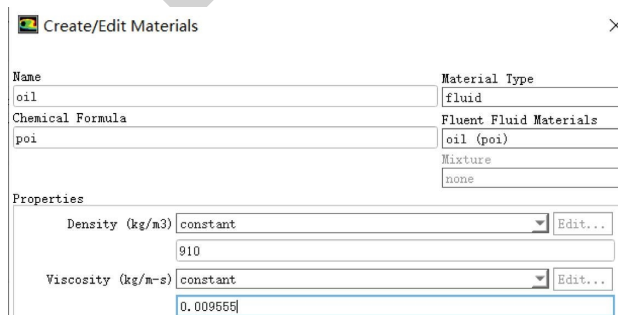 Create/Edit Materials
Name
Material Type
oil
fluid
Chemical Formula
Fluent Fluid Materials
poi
oil (poi)
Mixture
none
Properties
Density (kg/m3) constant Edit...
910
Viscosity (kg/m-s) constant Edit...
0.009555